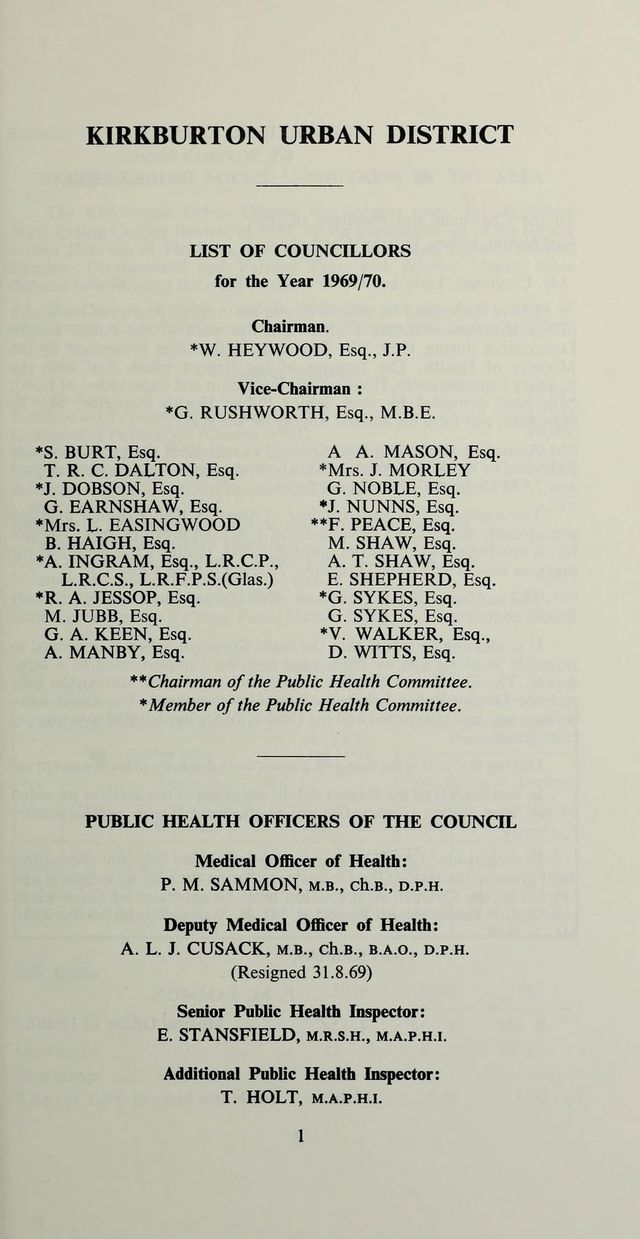 KIRKBURTON URBAN DISTRICT
LIST OF COUNCILLORS
for the Year 1969/70.
Chairman.
*W. HEYWOOD, Esq., J.P.
Vice-Chairman :
*G. RUSHWORTH, Esq., M.B.E.
*S. BURT, Esq.
T. R. C. DALTON, Esq.
*J. DOBSON, Esq.
G. EARNSHAW, Esq.
*Mrs. L. EASINGWOOD
B. HAIGH, Esq.
*A. INGRAM, Esq., L.R.C.P.,
L.R.C.S., L.R.F.P.S.(Glas.)
*R. A. JESSOP, Esq.
M. JUBB, Esq.
G. A. KEEN, Esq.
A. MANBY, Esq.
A A. MASON, Esq.
*Mrs. J. MORLEY
G. NOBLE, Esq.
*J. NUNNS, Esq.
**F. PEACE, Esq.
M. SHAW, Esq.
A. T. SHAW, Esq.
E. SHEPHERD, Esq.
*G. SYKES, Esq.
G. SYKES, Esq.
*V. WALKER, Esq.,
D. WITTS, Esq.
**Chairman of the Public Health Committee.
*Member of the Public Health Committee.
PUBLIC HEALTH OFFICERS OF THE COUNCIL
Medical Officer of Health:
P. M. SAMMON, M.B., ch.B., D.P.H.
Deputy Medical Officer of Health:
A. L. J. CUSACK, M.B., ch.B., B.A.O., D.P.H.
(Resigned 31.8.69)
Senior Public Health Inspector:
E. STANSFIELD, M.R.S.H., M.A.P.H.I.
Additional Public Health Inspector:
T. HOLT, M.A.P.H.I.
1